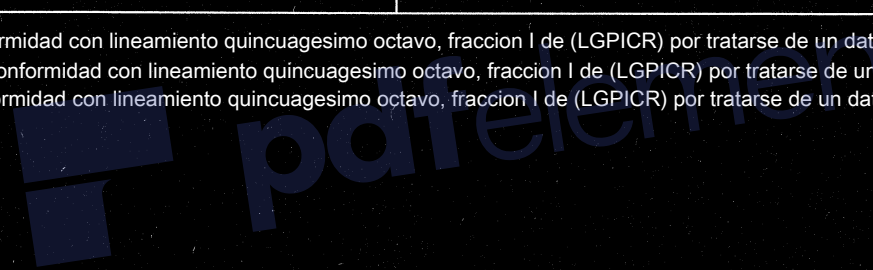 rmidad con lineamiento quincuagesimo octavo, fraccion I de (LGPICR) por tratarse de un dat
onformidad con lineamiento quincuagesimo octavo, fraccion I de (LGPICR) por tratarse de un
ormidad con lineamiento quincuagesimo octavo, fraccion I de (LGPICR) por tratarse de un dat
pdfelement